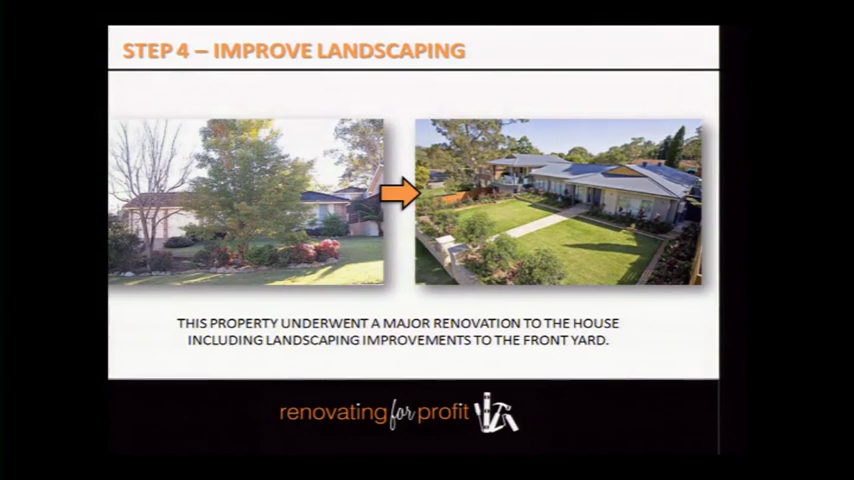 STEP 4 – IMPROVE LANDSCAPING
THIS PROPERTY UNDERWENT A MAJOR RENOVATION TO THE HOUSE
INCLUDING LANDSCAPING IMPROVEMENTS TO THE FRONT YARD.
renovating for profit